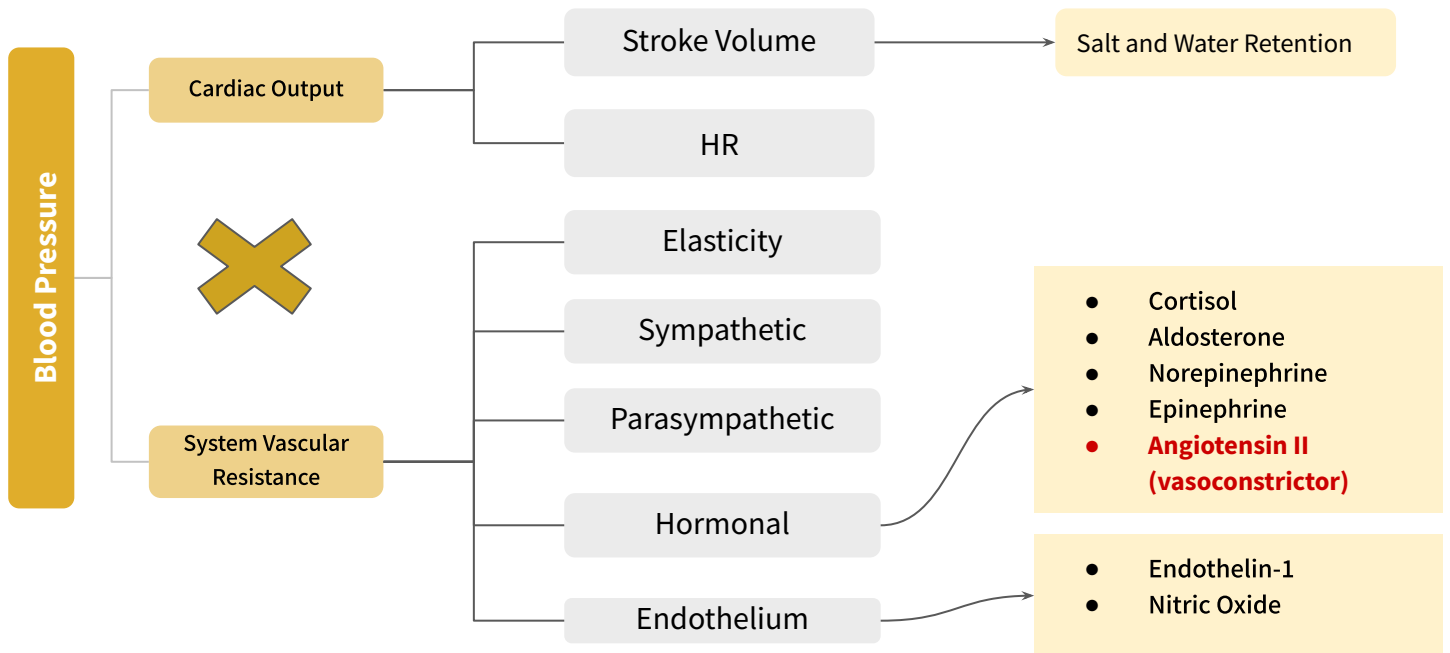 Blood Pressure
Cardiac Output
System Vascular
Resistance
Stroke Volume
HR
Elasticity
Sympathetic
Parasympathetic
Hormonal
Endothelium
Salt and Water Retention
● Cortisol
● Aldosterone
● Norepinephrine
● Epinephrine
● Angiotensin II
(vasoconstrictor)
● Endothelin-1
● Nitric Oxide